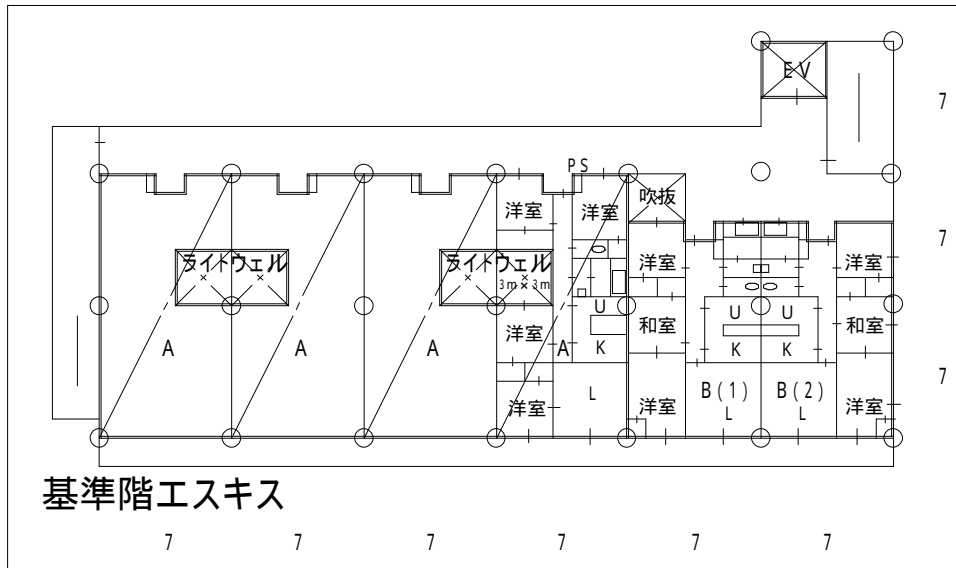 EV
7
PS
洋室
洋室
吹抜
7
ライトウェル
ライトウェル
3m×3m
洋室
洋室
A
A
A
洋室
A
U
K
和室
U
U
K
K
和室
7
洋室
L
洋室
B(1)
L
B(2)
L
洋室
基準階エスキス
7
7
7
7
7
7